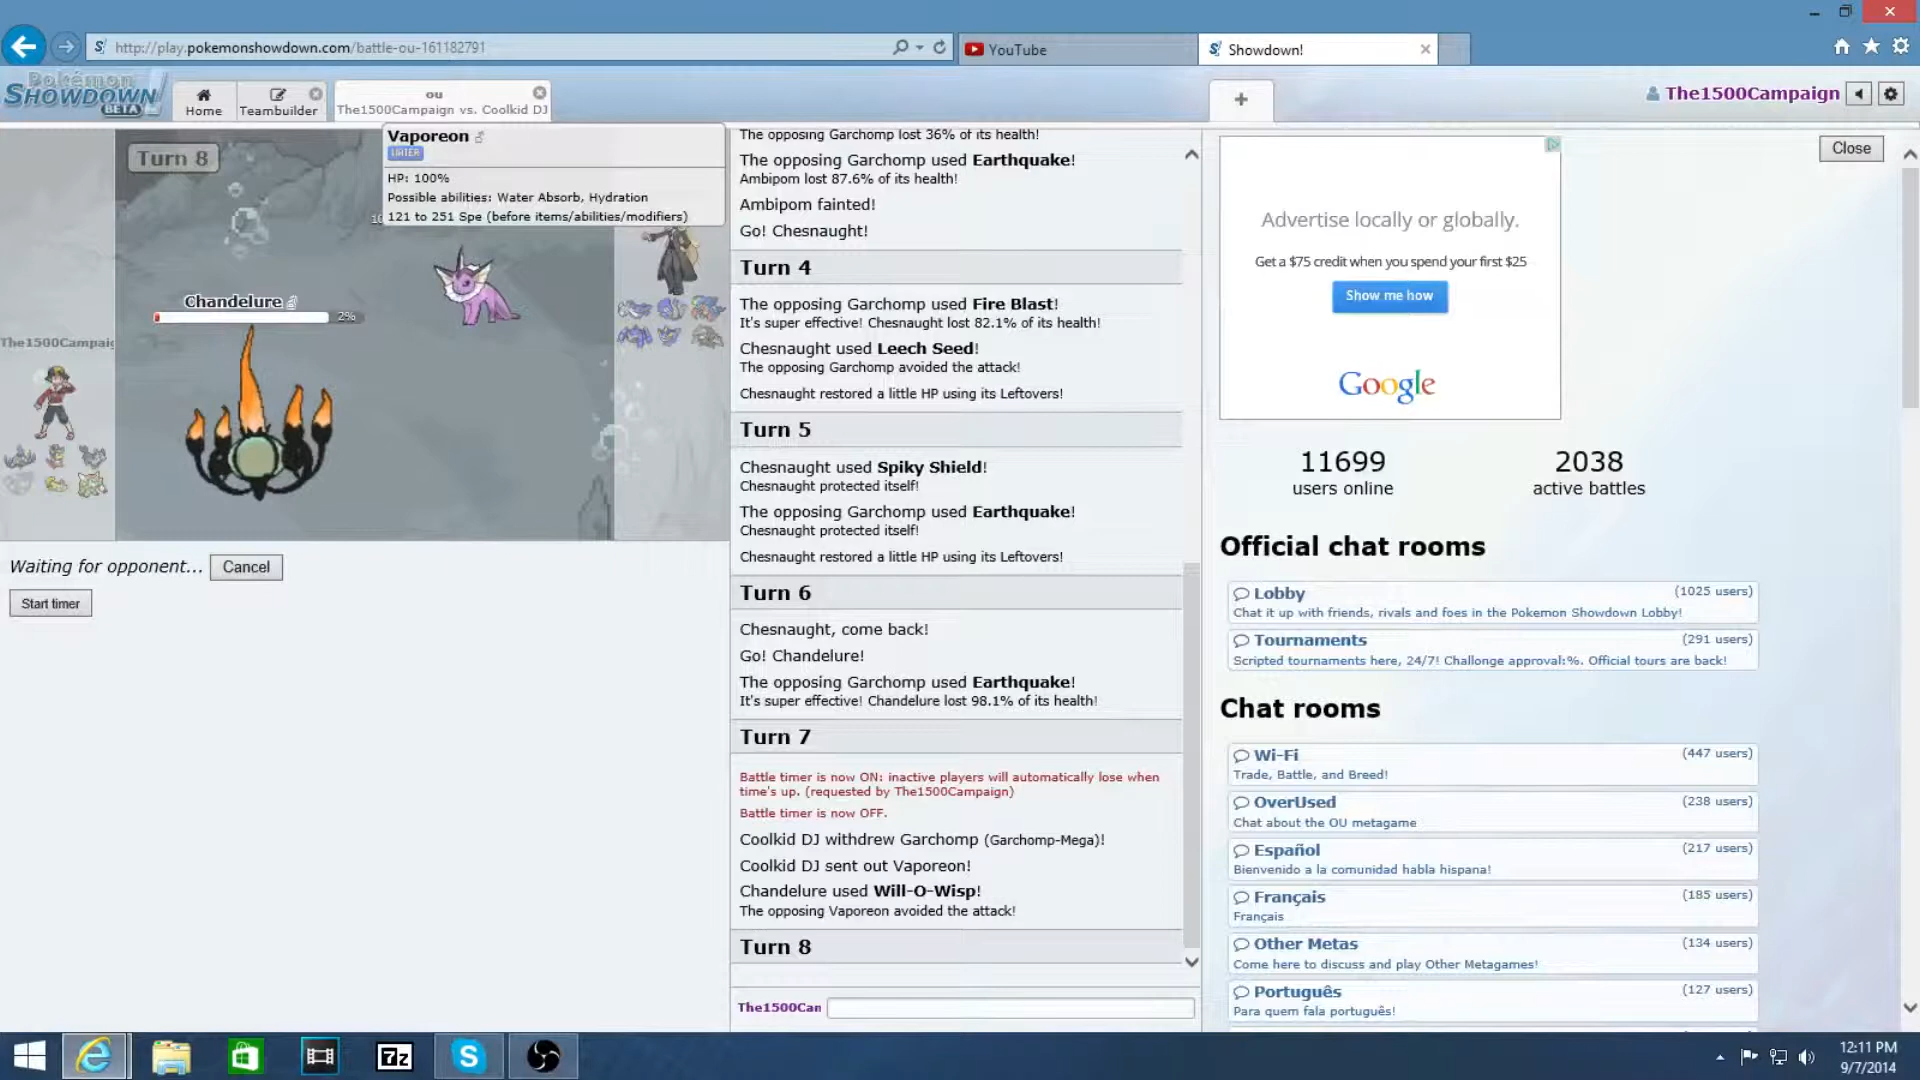 http://play.pokemonshowdown.com/battle-ou-161182791
YouTube
Showdown!
Pokémon
SHOWDOWN
BETA
Home
Teambuilder
ou
The1500Campaign vs. Coolkid DJ
The1500Campaign
Turn 8
Vaporeon
WATER
HP: 100%
Possible abilities: Water Absorb, Hydration
121 to 251 Spe (before items/abilities/modifiers)
Chandelure
2%
The1500Campaig
Waiting for opponent...
Cancel
Start timer
The opposing Garchomp lost 36% of its health!
The opposing Garchomp used Earthquake!
Ambipom lost 87.6% of its health!
Ambipom fainted!
Go! Chesnaught!
Turn 4
The opposing Garchomp used Fire Blast!
It's super effective! Chesnaught lost 82.1% of its health!
Chesnaught used Leech Seed!
The opposing Garchomp avoided the attack!
Chesnaught restored a little HP using its Leftovers!
Turn 5
Chesnaught used Spiky Shield!
Chesnaught protected itself!
The opposing Garchomp used Earthquake!
Chesnaught protected itself!
Chesnaught restored a little HP using its Leftovers!
Turn 6
Chesnaught, come back!
Go! Chandelure!
The opposing Garchomp used Earthquake!
It's super effective! Chandelure lost 98.1% of its health!
Turn 7
Battle timer is now ON: inactive players will automatically lose when
time's up. (requested by The1500Campaign)
Battle timer is now OFF.
Coolkid DJ withdrew Garchomp (Garchomp-Mega)!
Coolkid DJ sent out Vaporeon!
Chandelure used Will-O-Wisp!
The opposing Vaporeon avoided the attack!
Turn 8
The1500Can
Close
Advertise locally or globally.
Get a $75 credit when you spend your first $25
Show me how
Google
11699
users online
2038
active battles
Official chat rooms
Lobby
(1025 users)
Chat it up with friends, rivals and foes in the Pokemon Showdown Lobby!
Tournaments
(291 users)
Scripted tournaments here, 24/7! Challonge approval:%. Official tours are back!
Chat rooms
Wi-Fi
(447 users)
Trade, Battle, and Breed!
OverUsed
(238 users)
Chat about the OU metagame
Español
(217 users)
Bienvenido a la comunidad habla hispana!
Français
(185 users)
Français
Other Metas
(134 users)
Come here to discuss and play Other Metagames!
Português
(127 users)
Para quem fala português!
7z
12:11 PM
9/7/2014